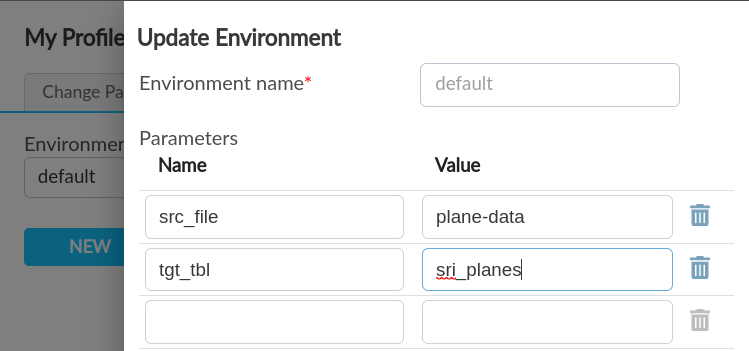 My Profile
Update Environment
Environment name*
default
Change Pa
Parameters
Environmen
default
Name
Value
src_file
plane-data
NEW
tgt_tbl
sri_planes